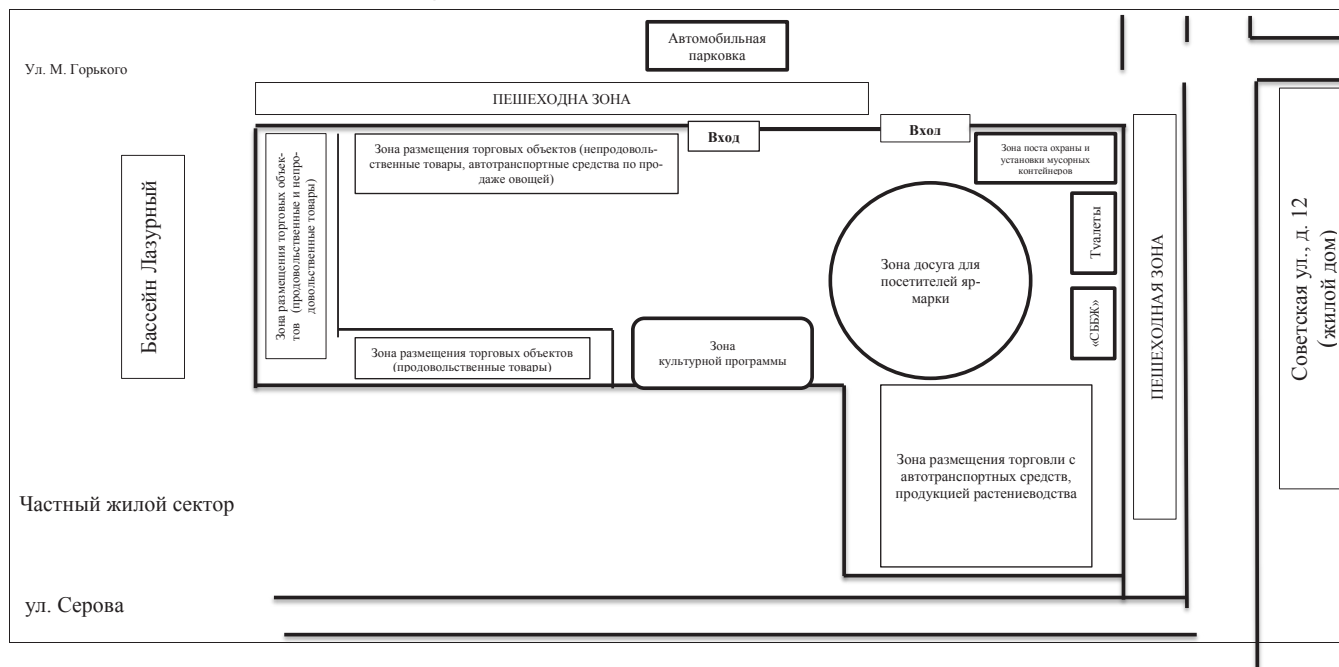 Автомобильная
парковка
Ул. М. Горького
ПЕШЕХОДНА ЗОНА
Вход
Вход
Зона размещения торговых объектов (непродоволь-
ственные товары, автотранспортные средства по про-
даже овощей)
Зона поста охраны и
установки мусорных
контейнеров
Зона размещения торговых объек-
тов (продовольственные и непро-
довольственные товары)
Бассейн Лазурный
Туалеты
Зона досуга для
посетителей яр-
марки
«СББЖ»
ПЕШЕХОДНАЯ ЗОНА
Советская ул., д. 12
(жилой дом)
Зона размещения торговых объектов
(продовольственные товары)
Зона
культурной программы
Зона размещения торговли с
автотранспортных средств,
продукцией растениеводства
Частный жилой сектор
ул. Серова